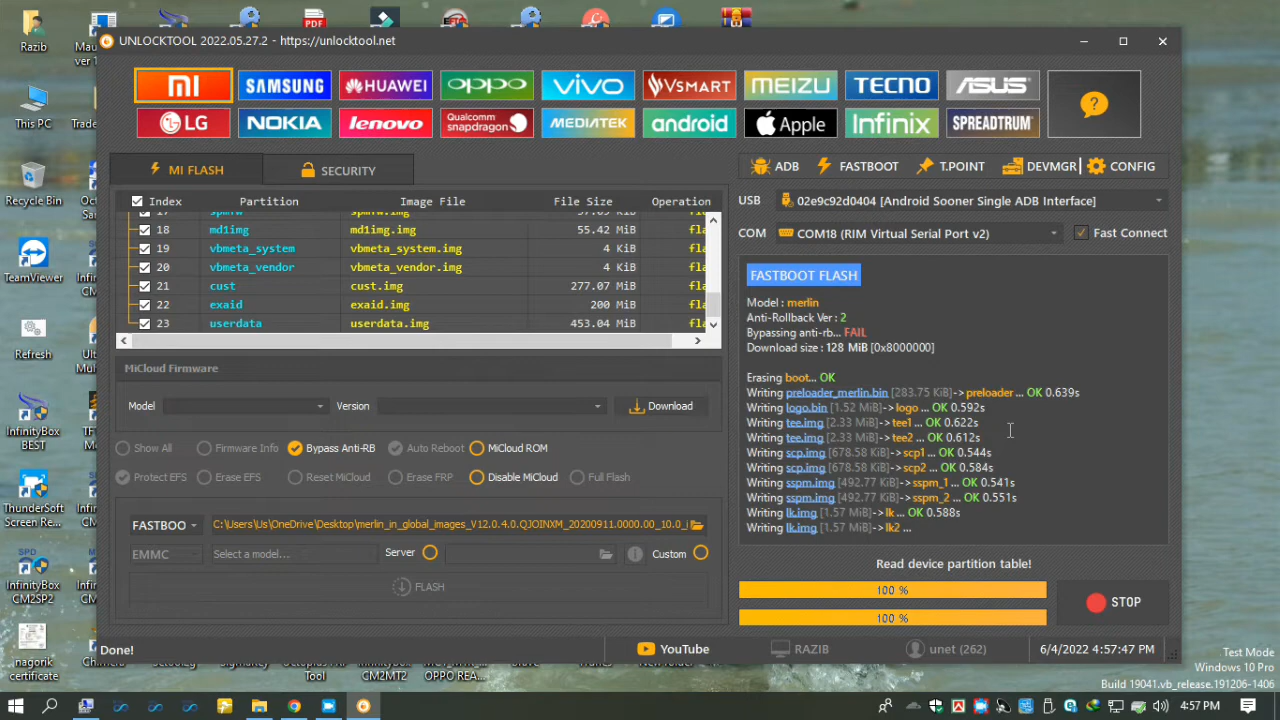 Razib
This PC
Recycle Bin
TeamViewer
Refresh
InfinityBox
BEST
ThunderSoft
Screen Re...
InfinityBox
CM2SP2
nagorik
certificate
PDF
UNLOCKTOOL 2022.05.27.2 - https://unlocktool.net
MI
SAMSUNG
HUAWEI
oppo
vivo
VSMART
MEIZU
TECNO
ASUS
?
LG
NOKIA
lenovo
Qualcomm
snapdragon
MEDIATEK
android
Apple
Infinix
SPREADTRUM
MI FLASH
SECURITY
ADB
FASTBOOT
T.POINT
DEVMGR
CONFIG
Index Partition Image File File Size Operation
18 md1img md1img.img 55.42 MiB fla
19 vbmeta_system vbmeta_system.img 4 KiB fla
20 vbmeta_vendor vbmeta_vendor.img 4 KiB fla
21 cust cust.img 277.07 MiB fla
22 exaid exaid.img 200 MiB fla
23 userdata userdata.img 453.04 MiB fla
USB 02e9c92d0404 [Android Sooner Single ADB Interface]
COM COM18 (RIM Virtual Serial Port v2) Fast Connect
FASTBOOT FLASH
Model : merlin
Anti-Rollback Ver : 2
Bypassing anti-rb... FAIL
Download size : 128 MiB [0x8000000]
Erasing boot... OK
Writing preloader_merlin.bin [283.75 KiB]->preloader ... OK 0.639s
Writing logo.bin [1.52 MiB]->logo ... OK 0.592s
Writing tee.img [2.33 MiB]->tee1 ... OK 0.622s
Writing tee.img [2.33 MiB]->tee2 ... OK 0.612s
Writing scp.img [678.58 KiB]->scp1 ... OK 0.544s
Writing scp.img [678.58 KiB]->scp2 ... OK 0.584s
Writing sspm.img [492.77 KiB]->sspm_1 ... OK 0.541s
Writing sspm.img [492.77 KiB]->sspm_2 ... OK 0.551s
Writing lk.img [1.57 MiB]->lk ... OK 0.588s
Writing lk.img [1.57 MiB]->lk2 ...
MiCloud Firmware
Model Version Download
Show All Firmware Info Bypass Anti-RB Auto Reboot MiCloud ROM
Protect EFS Erase EFS Reset MiCloud Erase FRP Disable MiCloud Full Flash
FASTBOO C:\Users\Us\OneDrive\Desktop\merlin_in_global_images_V12.0.4.0.QJOINXM_20200911.0000.00_10.0_i
EMMC Select a model... Server Custom
FLASH
Read device partition table!
100 %
100 %
STOP
Done!
YouTube
RAZIB
unet (262)
6/4/2022 4:57:47 PM
Test Mode
Windows 10 Pro
Build 19041.vb_release.191206-1406
4:57 PM